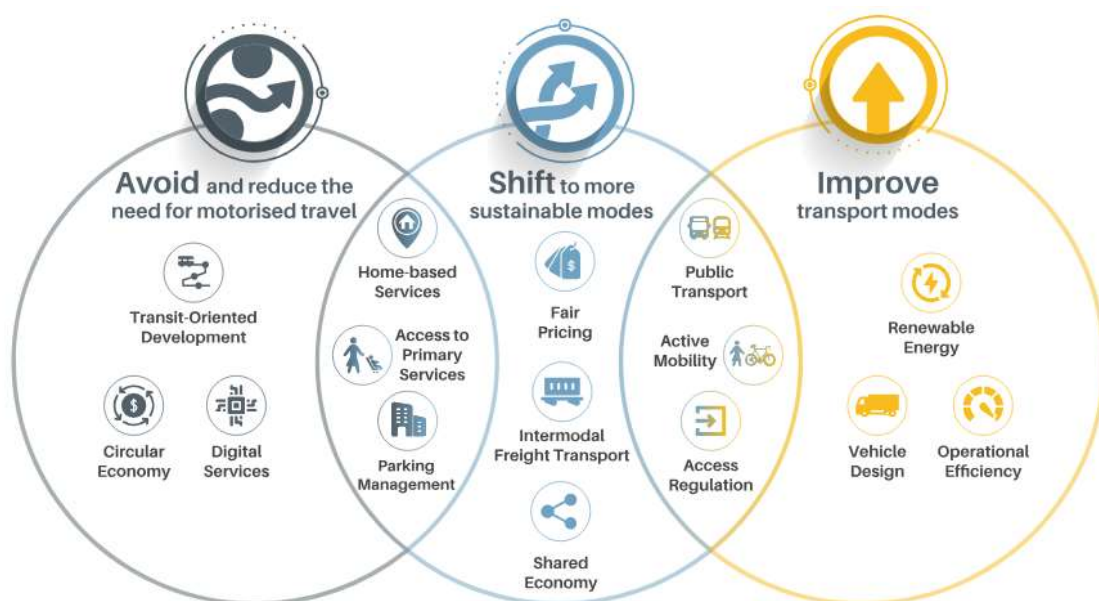 Avoid and reduce the
need for motorised travel
Transit-Oriented
Development
Circular
Economy
Digital
Services
Home-based
Services
Access to
Primary
Services
Parking
Management
Shift to more
sustainable modes
$
Fair
Pricing
Intermodal
Freight Transport
Shared
Economy
Public
Transport
Active
Mobility
Access
Regulation
Improve
transport modes
Renewable
Energy
Vehicle
Design
Operational
Efficiency